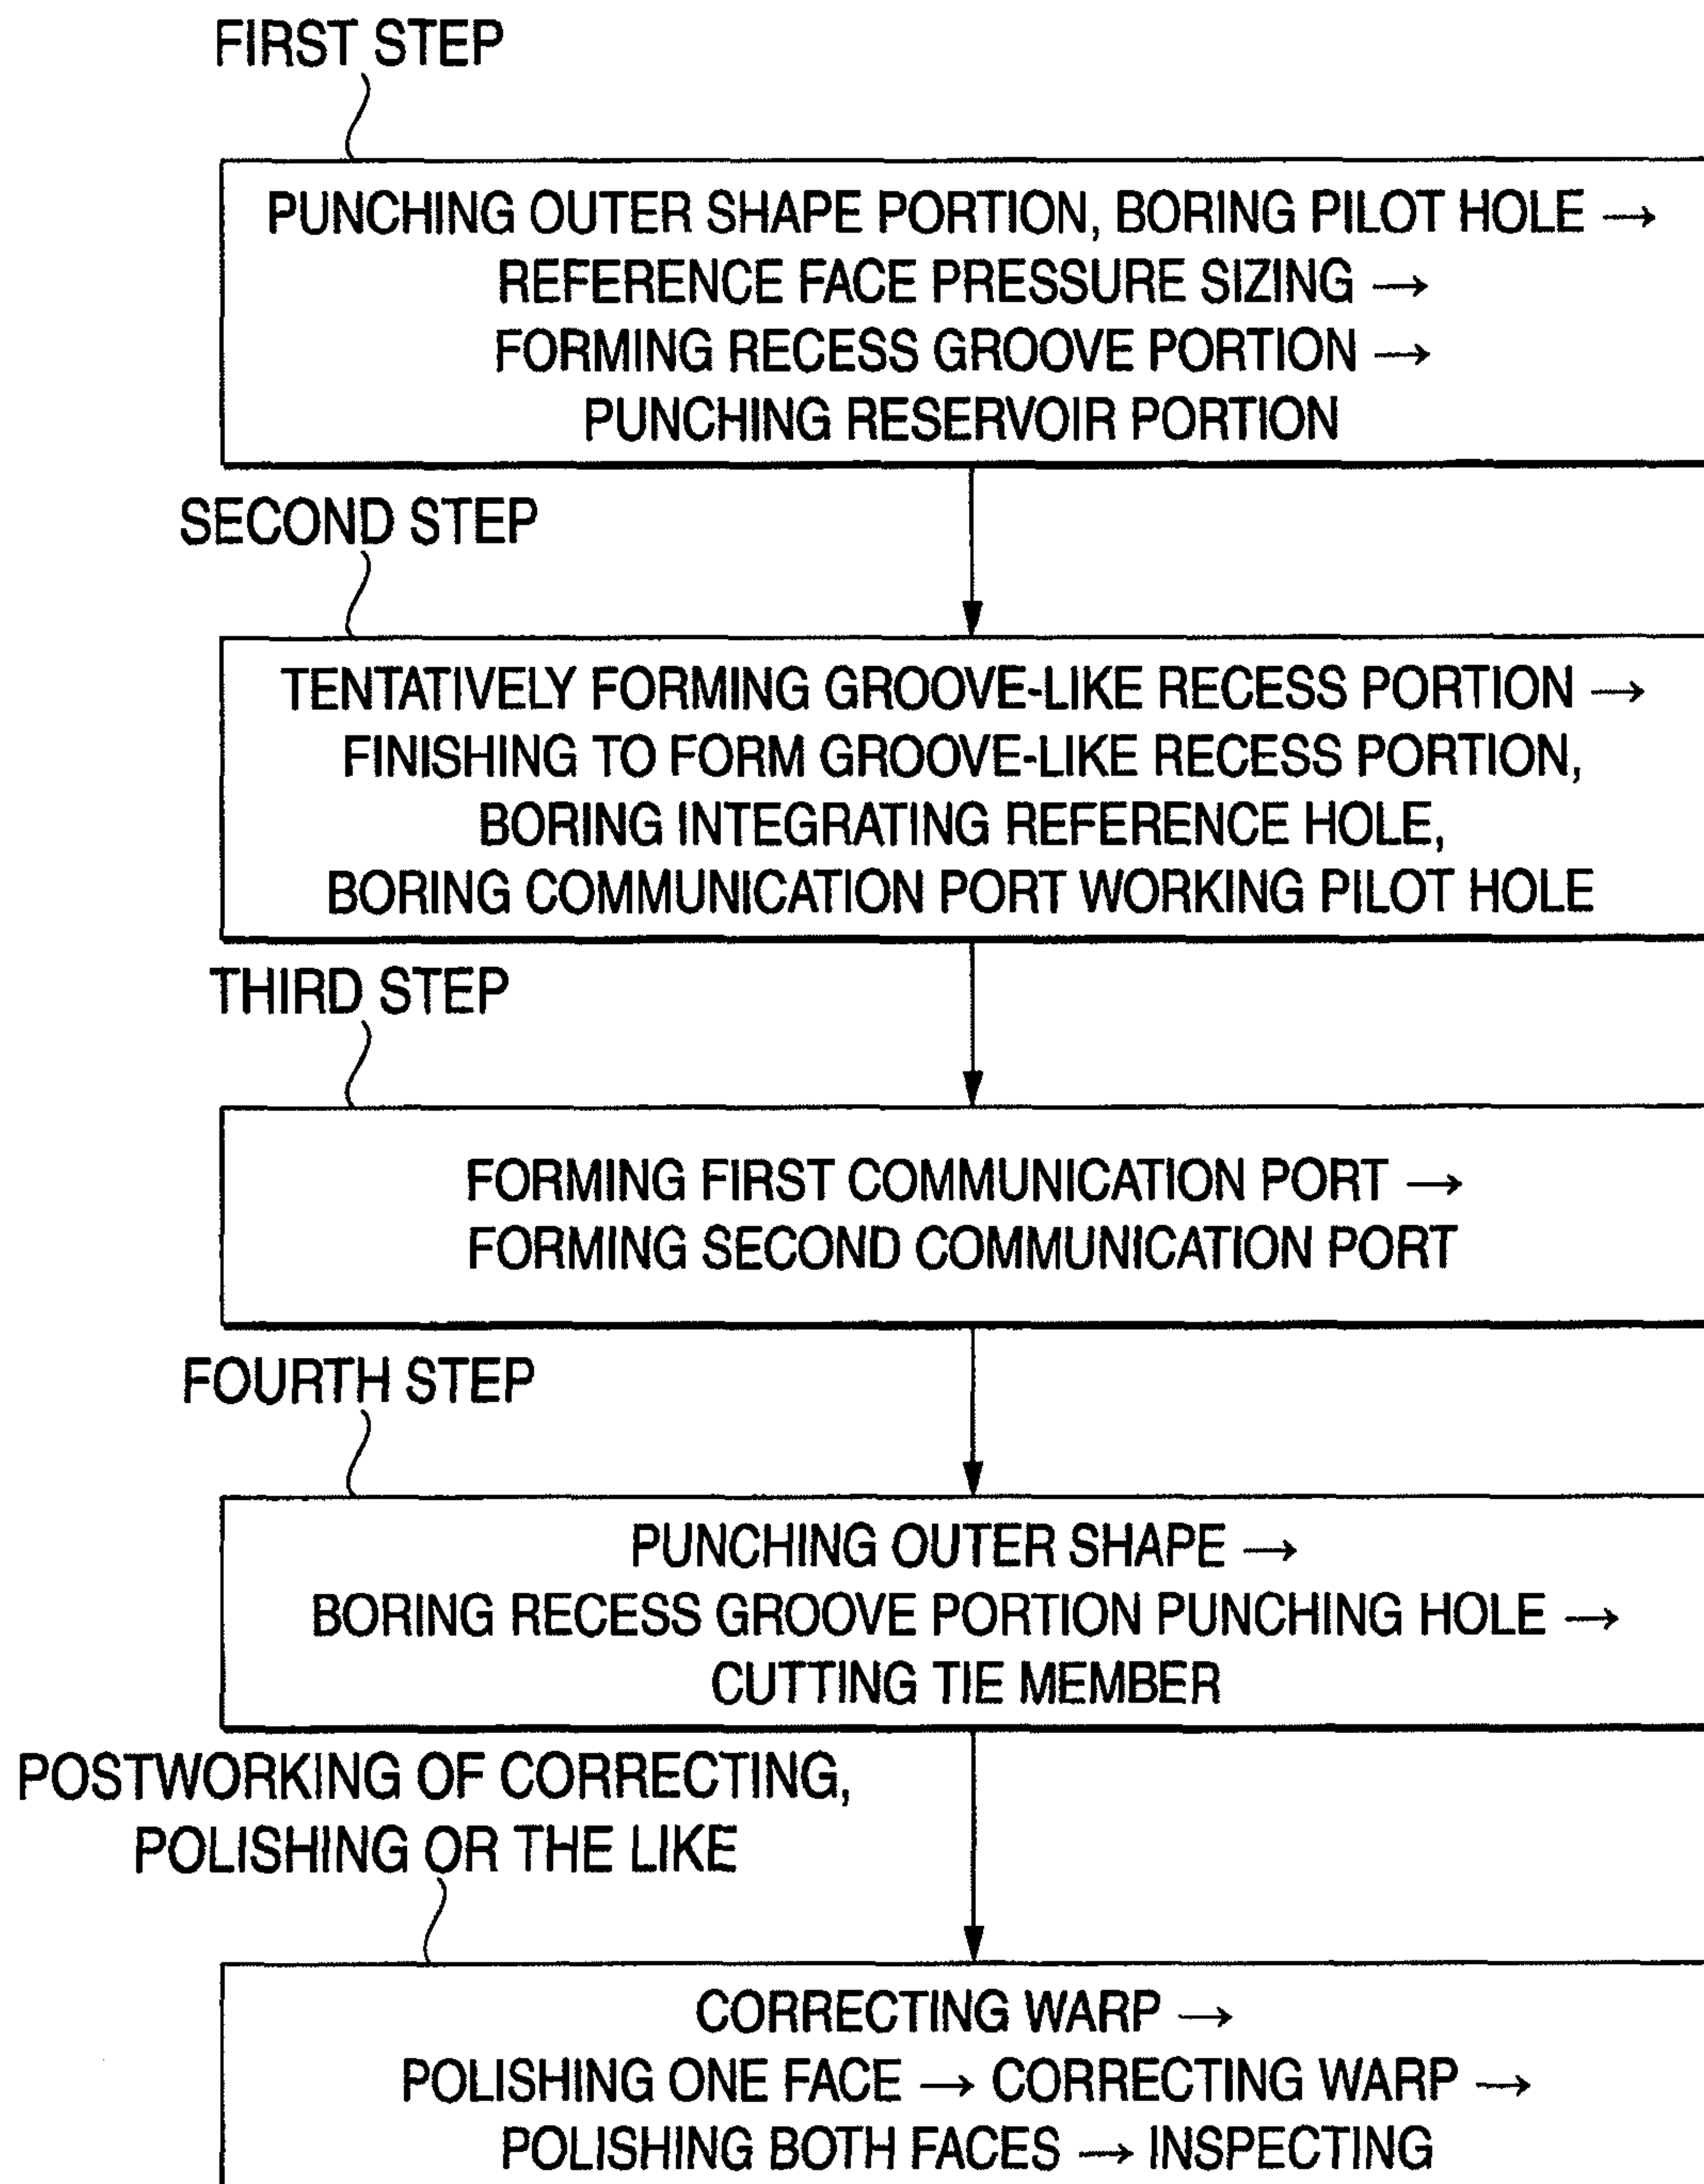 FIRST STEP
PUNCHING OUTER SHAPE PORTION, BORING PILOT HOLE →
REFERENCE FACE PRESSURE SIZING →
FORMING RECESS GROOVE PORTION →
PUNCHING RESERVOIR PORTION
SECOND STEP
TENTATIVELY FORMING GROOVE-LIKE RECESS PORTION →
FINISHING TO FORM GROOVE-LIKE RECESS PORTION,
BORING INTEGRATING REFERENCE HOLE,
BORING COMMUNICATION PORT WORKING PILOT HOLE
THIRD STEP
FORMING FIRST COMMUNICATION PORT →
FORMING SECOND COMMUNICATION PORT
FOURTH STEP
PUNCHING OUTER SHAPE →
BORING RECESS GROOVE PORTION PUNCHING HOLE →
CUTTING TIE MEMBER
POSTWORKING OF CORRECTING,
POLISHING OR THE LIKE
CORRECTING WARP →
POLISHING ONE FACE → CORRECTING WARP →
POLISHING BOTH FACES → INSPECTING